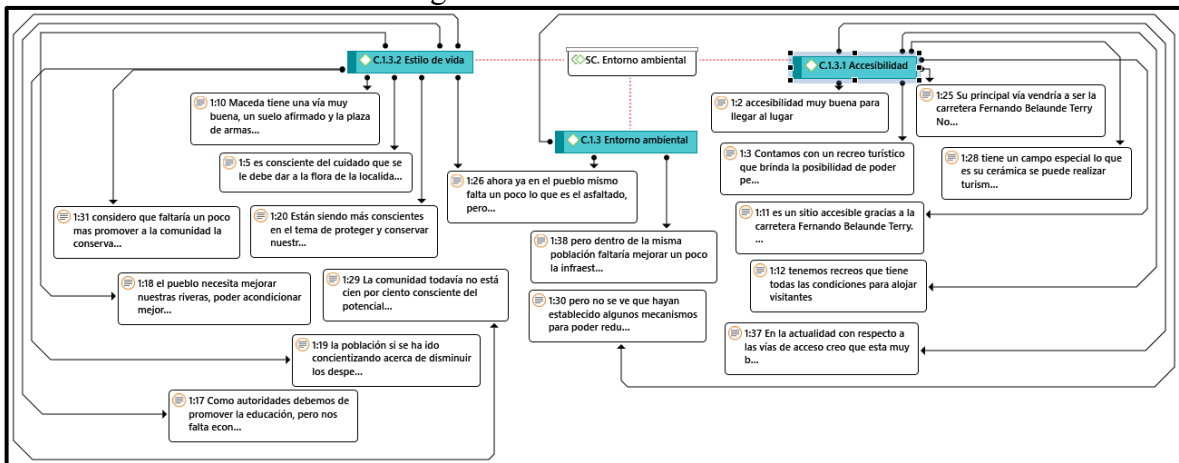 C.1.3.2 Estilo de vida
SC. Entorno ambiental
C.1.3.1 Accesibilidad
1:10 Maceda tiene una vía muy
buena, un suelo afirmado y la plaza
de armas...
1:2 accesibilidad muy buena para
llegar al lugar
1:25 Su principal vía vendría a ser la
carretera Fernando Belaunde Terry
No...
C.1.3 Entorno ambiental
1:5 es consciente del cuidado que se
le debe dar a la flora de la localida...
1:3 Contamos con un recreo turístico
que brinda la posibilidad de poder
pe...
1:28 tiene un campo especial lo que
es su cerámica se puede realizar
turism...
1:26 ahora ya en el pueblo mismo
falta un poco lo que es el asfaltado,
pero...
1:31 considero que faltaría un poco
mas promover a la comunidad la
conserva...
1:20 Están siendo más conscientes
en el tema de proteger y conservar
nuestr...
1:11 es un sitio accesible gracias a la
carretera Fernando Belaunde Terry.
...
1:38 pero dentro de la misma
población faltaría mejorar un poco
la infraest...
1:18 el pueblo necesita mejorar
nuestras riveras, poder acondicionar
mejor...
1:29 La comunidad todavía no está
cien por ciento consciente del
potencial...
1:12 tenemos recreos que tiene
todas las condiciones para alojar
visitantes
1:30 pero no se ve que hayan
establecido algunos mecanismos
para poder redu...
1:37 En la actualidad con respecto a
las vías de acceso creo que esta muy
b...
1:19 la población si se ha ido
concientizando acerca de disminuir
los despe...
1:17 Como autoridades debemos de
promover la educación, pero nos
falta econ...